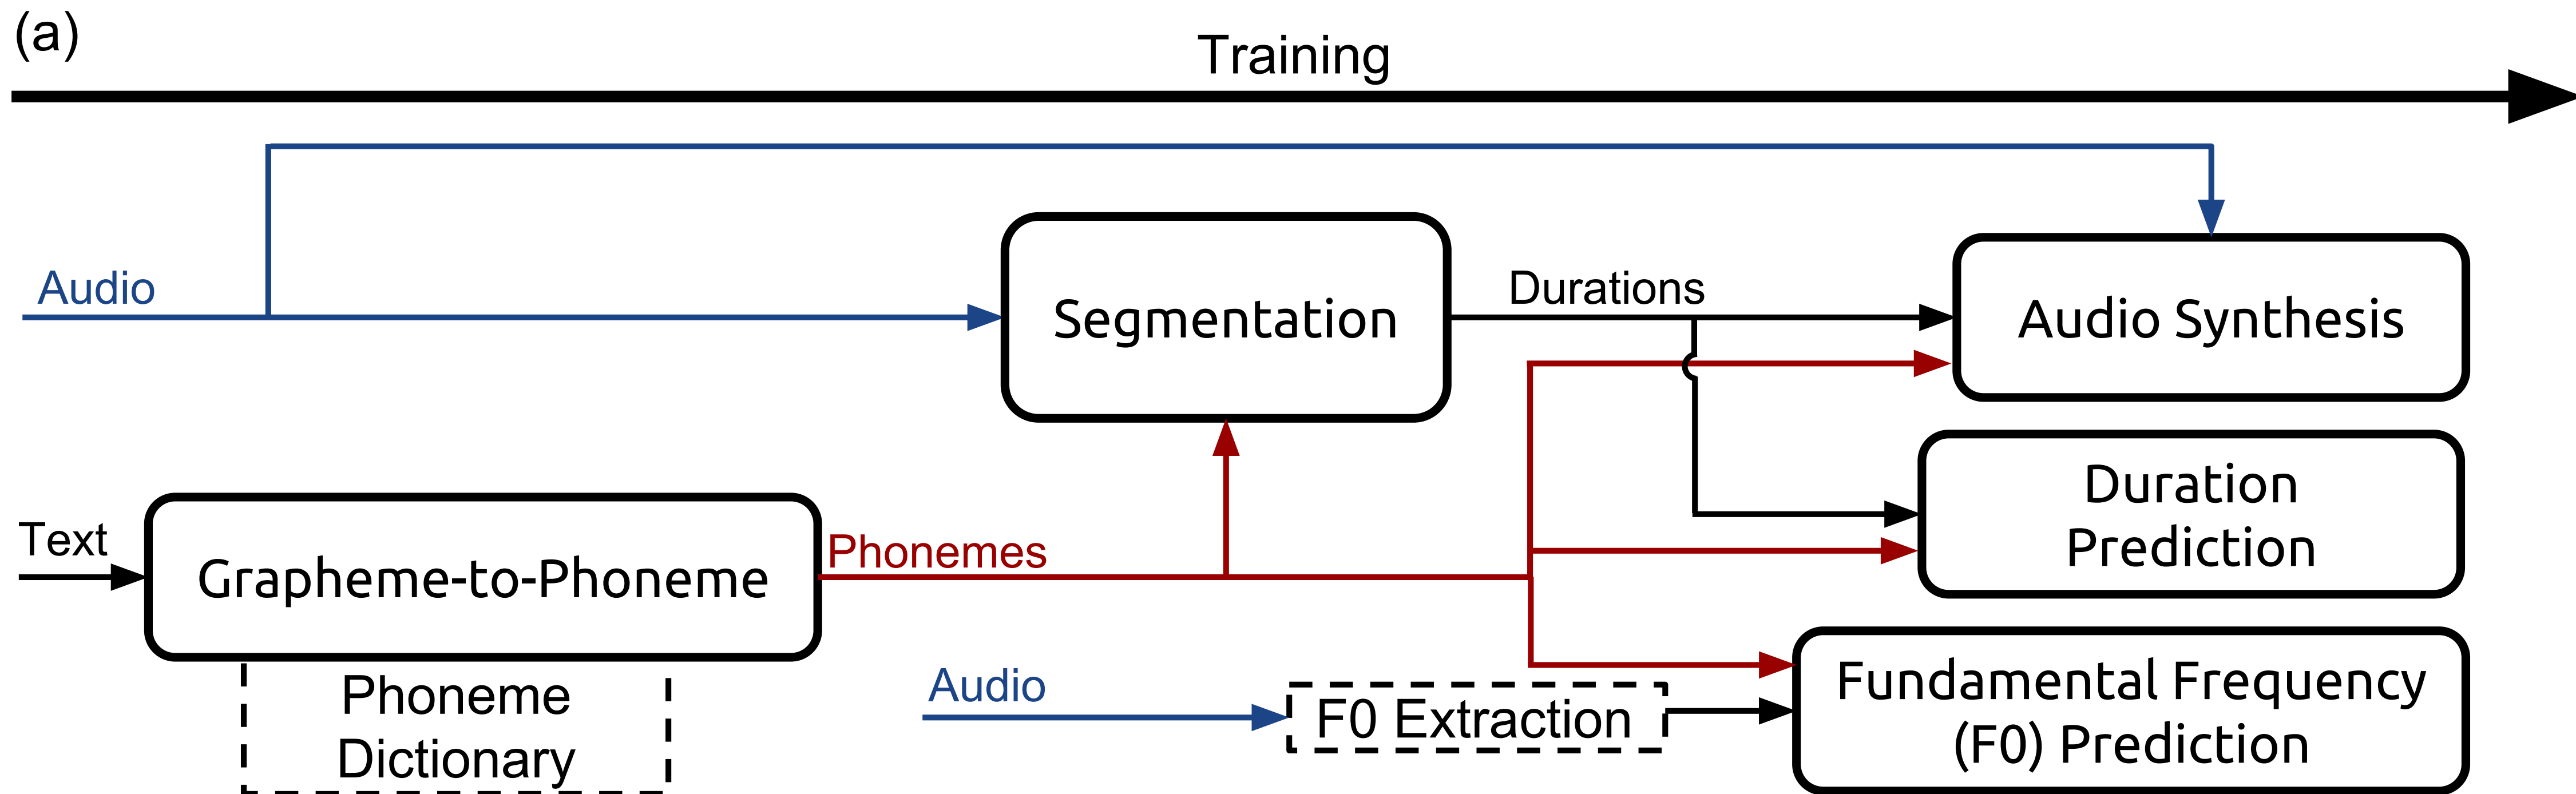 (a)
Training
Audio
Segmentation
Durations
Audio Synthesis
Text
Grapheme-to-Phoneme
Phonemes
Duration
Prediction
Phoneme
Dictionary
Audio
F0 Extraction
Fundamental Frequency
(F0) Prediction